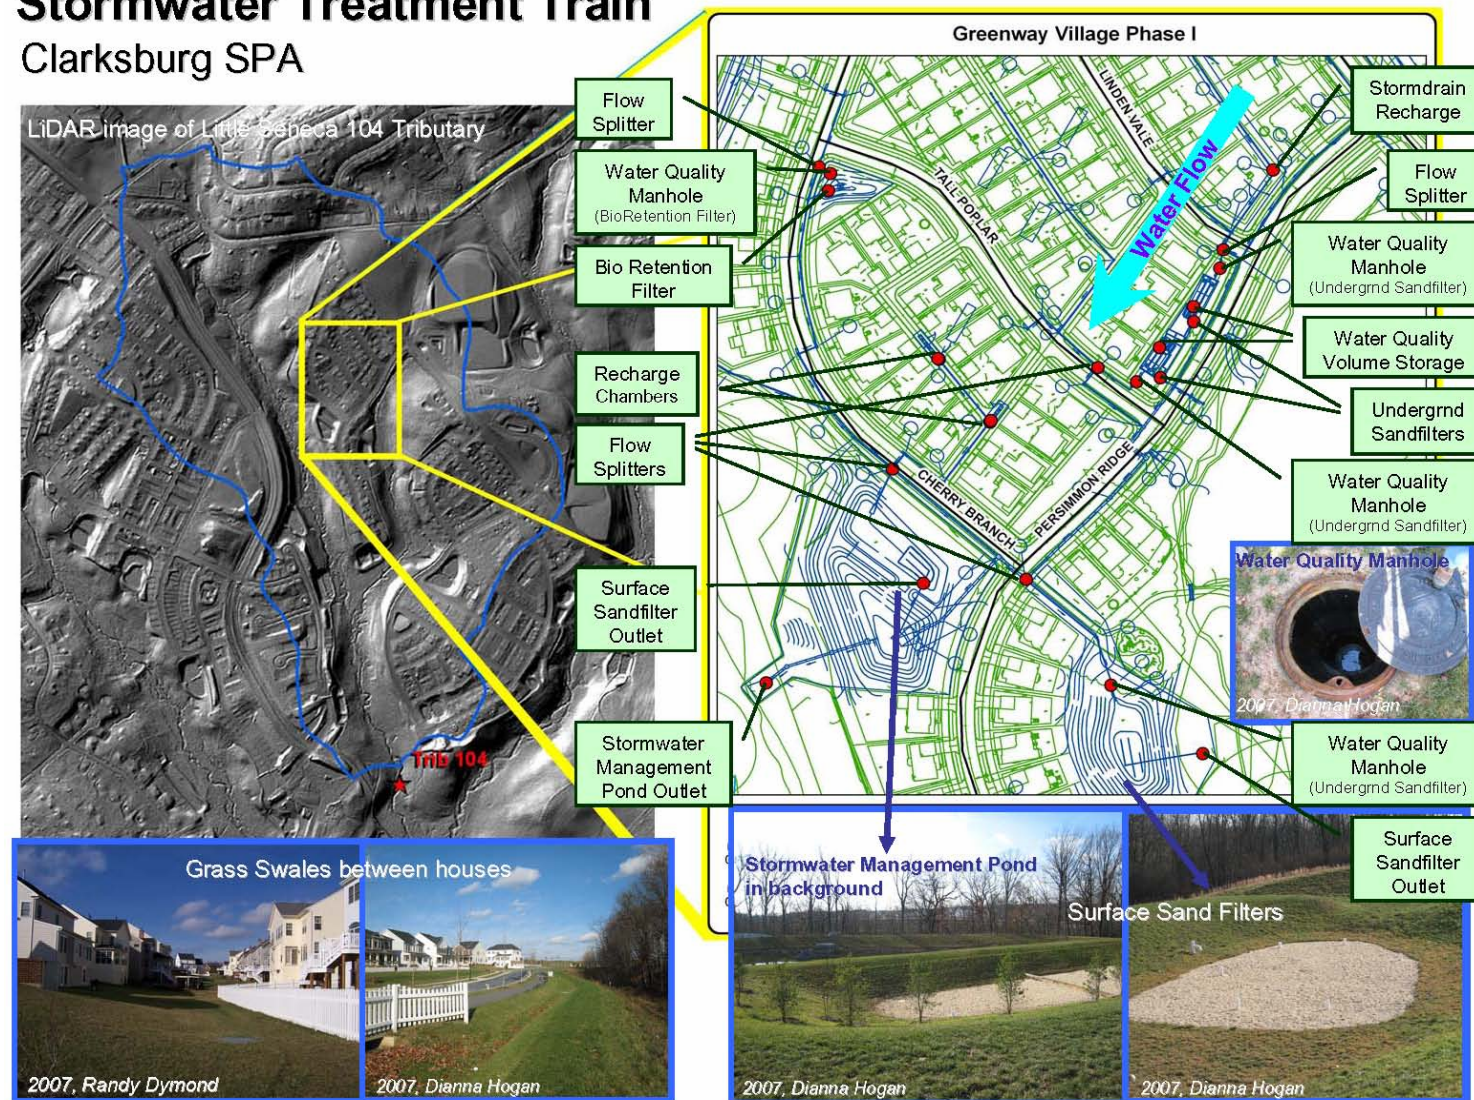 Stormwater Treatment Train
Clarksburg SPA
LiDAR image of Little Seneca 104 Tributary
Trib 104
Greenway Village Phase I
Flow
Splitter
Water Quality
Manhole
(BioRetention Filter)
Bio Retention
Filter
Recharge
Chambers
Flow
Splitters
Surface
Sandfilter
Outlet
Stormwater
Management
Pond Outlet
LINDEN VALE
TALL POPLAR
Water Flow
CHERRY BRANCH
PERSIMMON RIDGE
Stormdrain
Recharge
Flow
Splitter
Water Quality
Manhole
(Undergrnd Sandfilter)
Water Quality
Volume Storage
Undergrnd
Sandfilters
Water Quality
Manhole
(Undergrnd Sandfilter)
Water Quality Manhole
2007, Dianna Hogan
Water Quality
Manhole
(Undergrnd Sandfilter)
Surface
Sandfilter
Outlet
Grass Swales between houses
2007, Randy Dymond
2007, Dianna Hogan
Stormwater Management Pond
in background
Surface Sand Filters
2007, Dianna Hogan
2007, Dianna Hogan